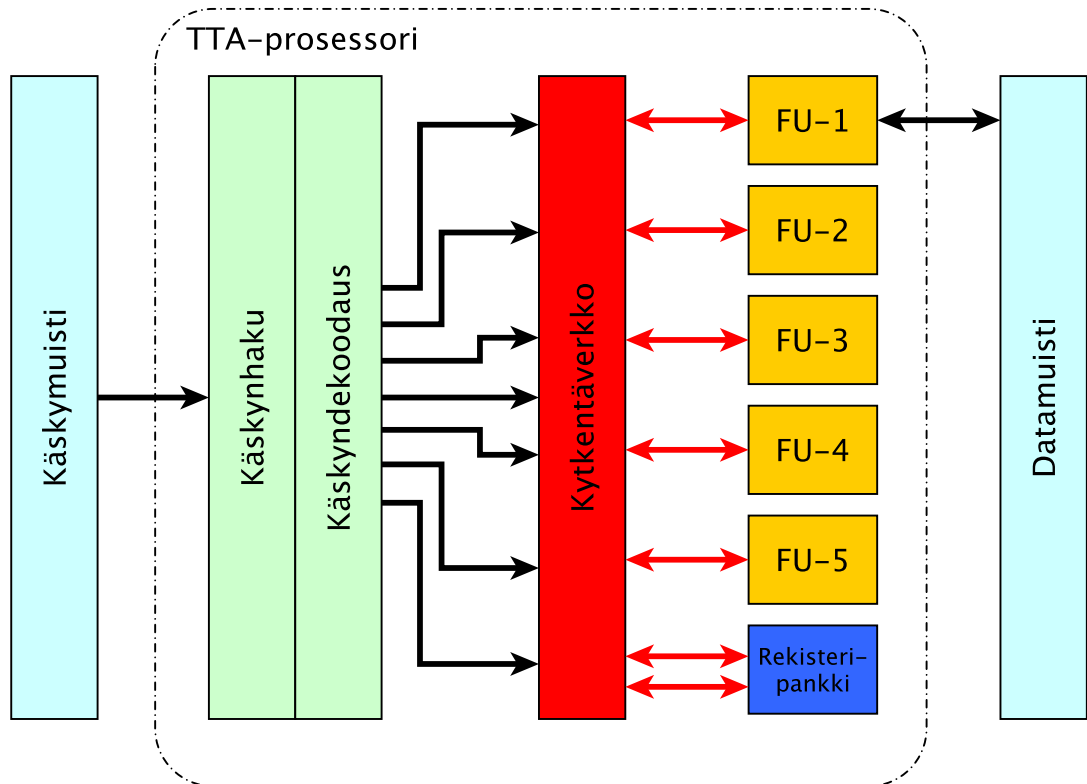 TTA-prosessori
Käskymuisti
Käskynhaku
Käskyndekoodaus
Kytkentäverkko
FU-1
FU-2
FU-3
FU-4
FU-5
Rekisteri-
pankki
Datamuisti